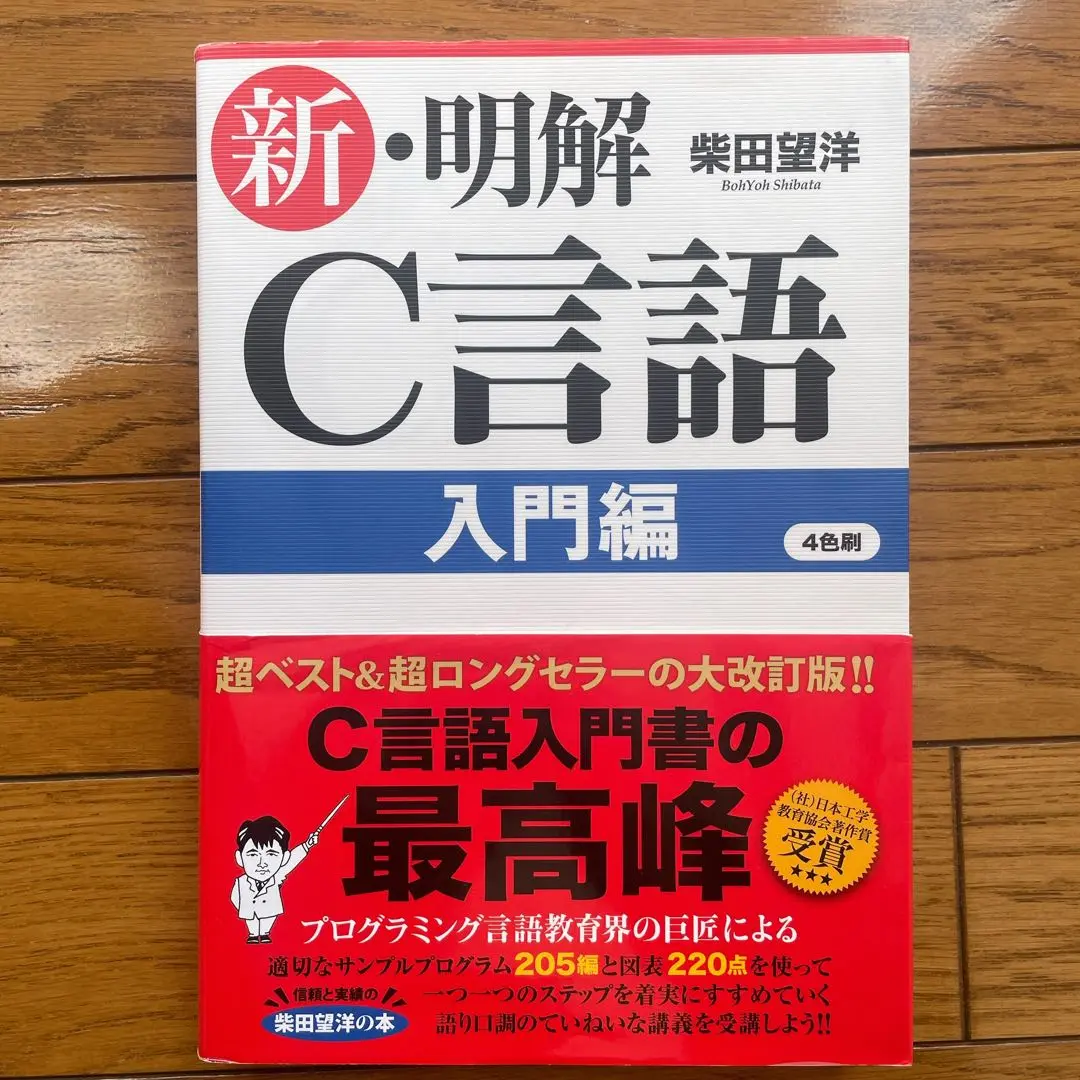 新・明解
柴田望洋
BohYoh Shibata
C言語
入門編
4色刷
超ベスト&超ロングセラーの大改訂版!!
C言語入門書の
最高峰
(社)日本工学
教育協会著作賞
受賞
★★★
プログラミング言語教育界の巨匠による
適切なサンプルプログラム205編と図表220点を使って
一つ一つのステップを着実にすすめていく
語り口調のていねいな講義を受講しよう!!
信頼と実績の
柴田望洋の本